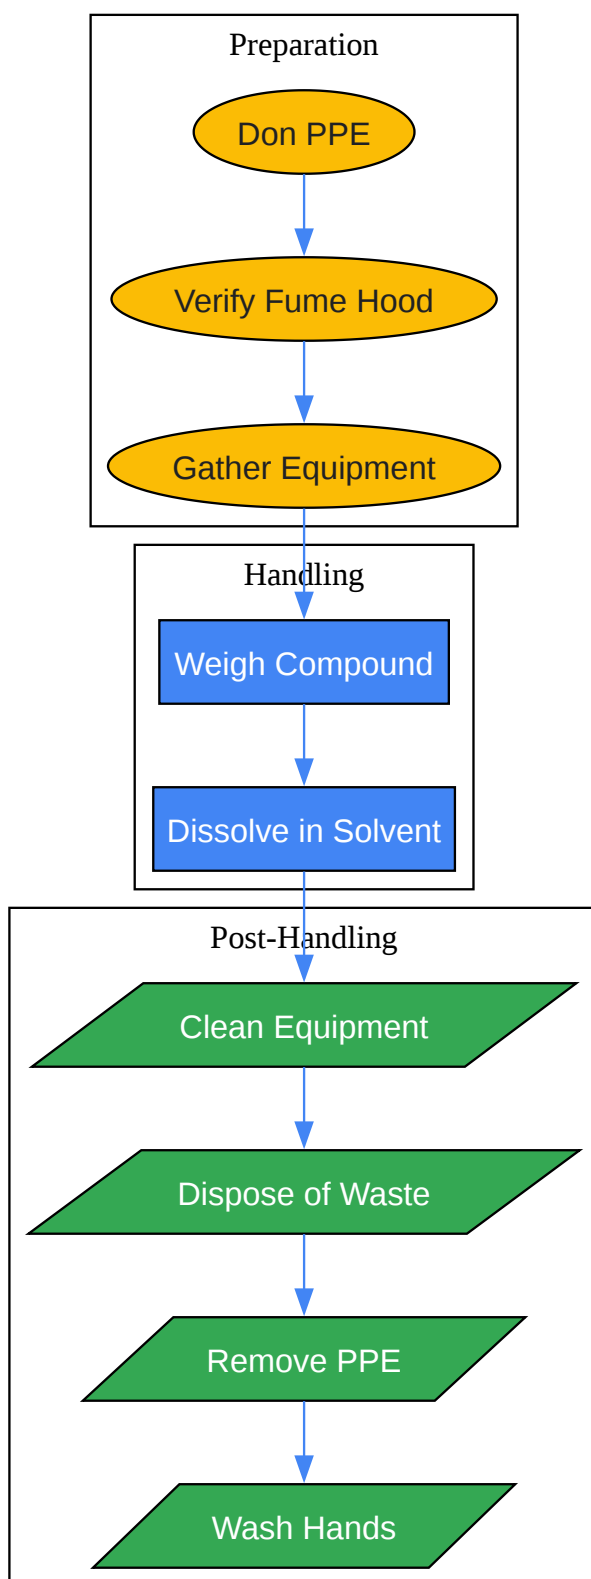 Preparation
Don PPE
Verify Fume Hood
Gather Equipment
Handling
Weigh Compound
Dissolve in Solvent
Post-Handling
Clean Equipment
Dispose of Waste
Remove PPE
Wash Hands